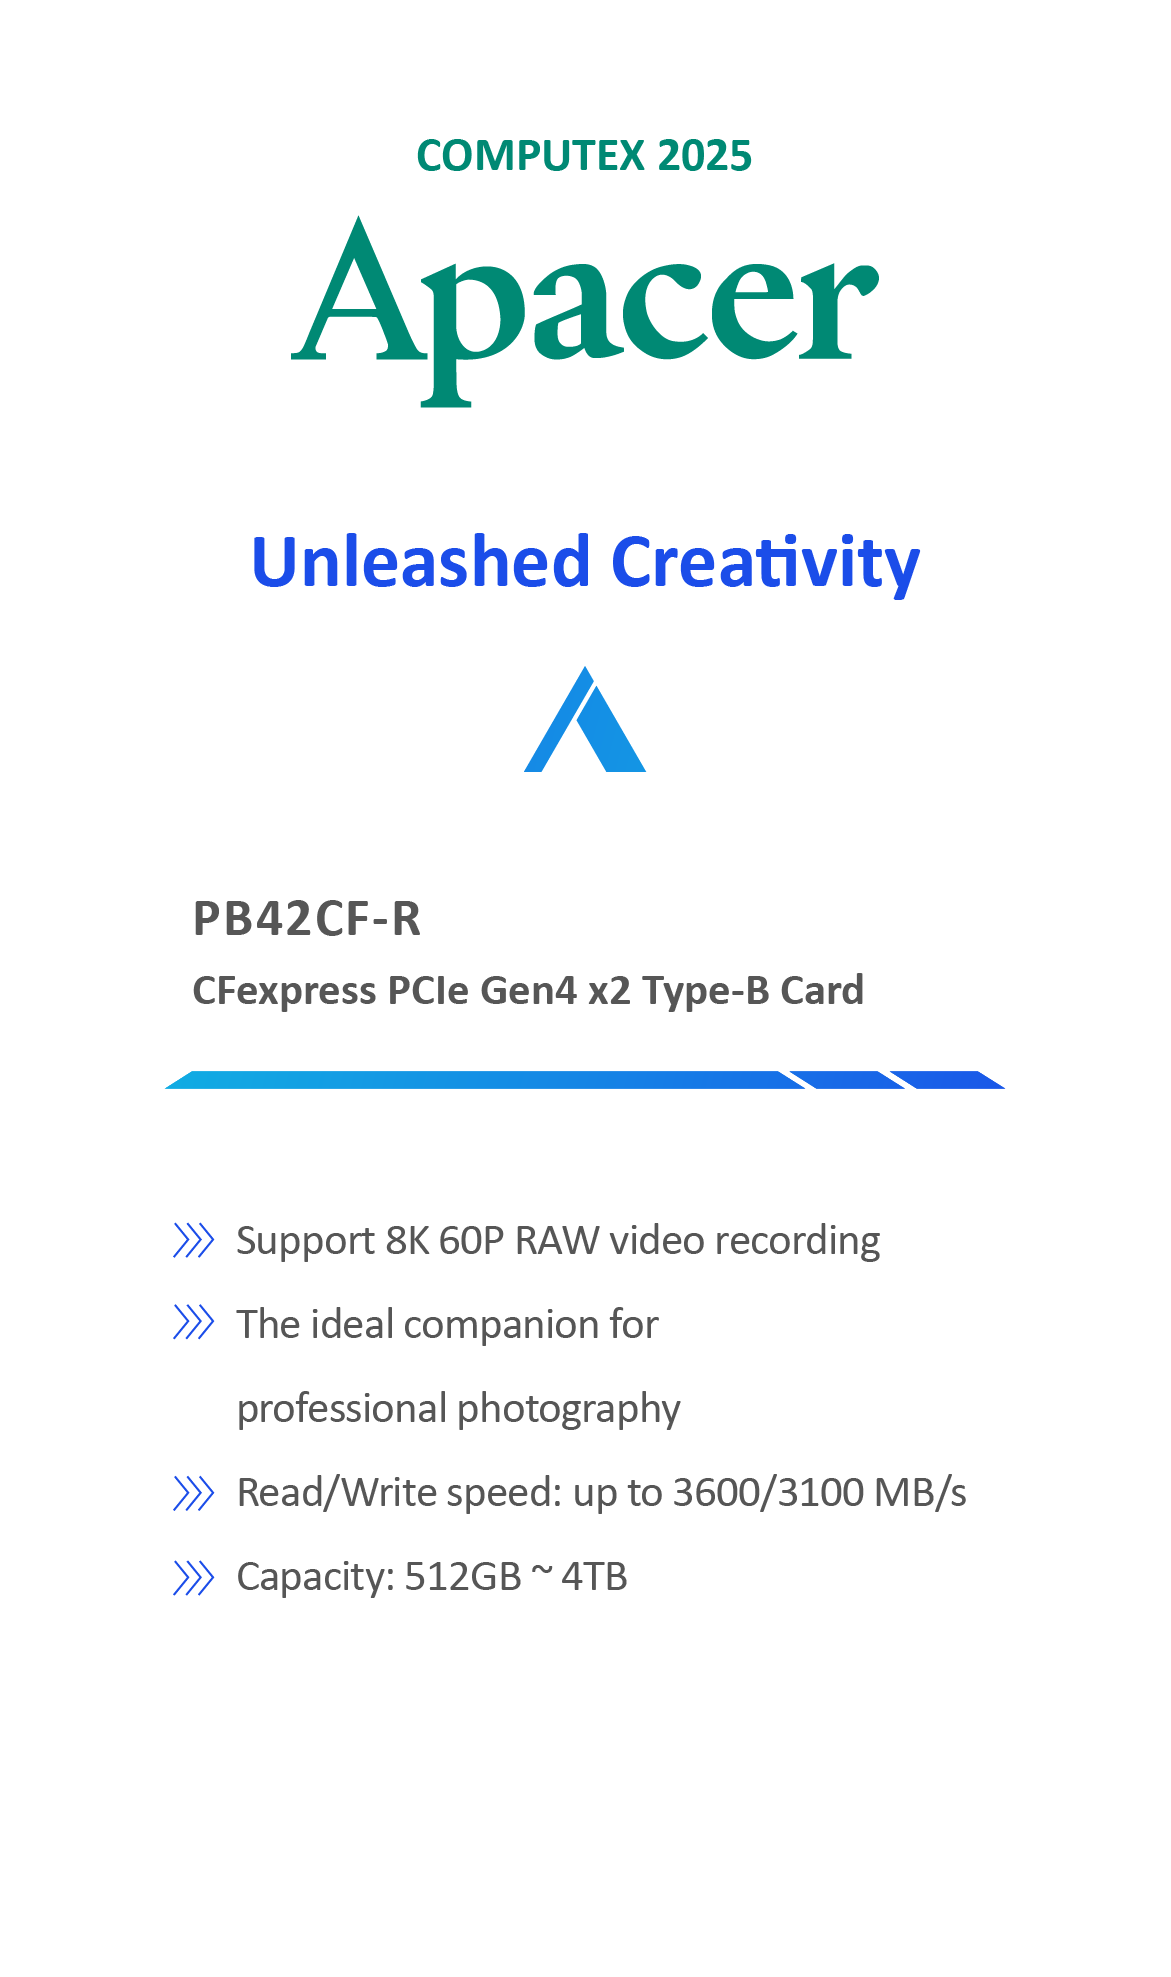 COMPUTEX 2025
Apacer
Unleashed Creativity
PB42CF-R
CFexpress PCIe Gen4 x2 Type-B Card
Support 8K 60P RAW video recording
The ideal companion for
professional photography
Read/Write speed: up to 3600/3100 MB/s
Capacity: 512GB ~ 4TB